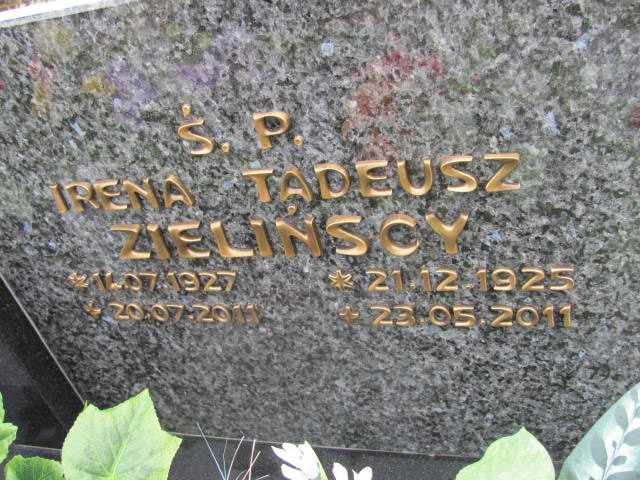 Ś. P.
IRENA TADEUSZ
ZIELIŃSCY
* 14.07.1927 * 21.12.1925
+ 20.07.2011 + 23.05.2011